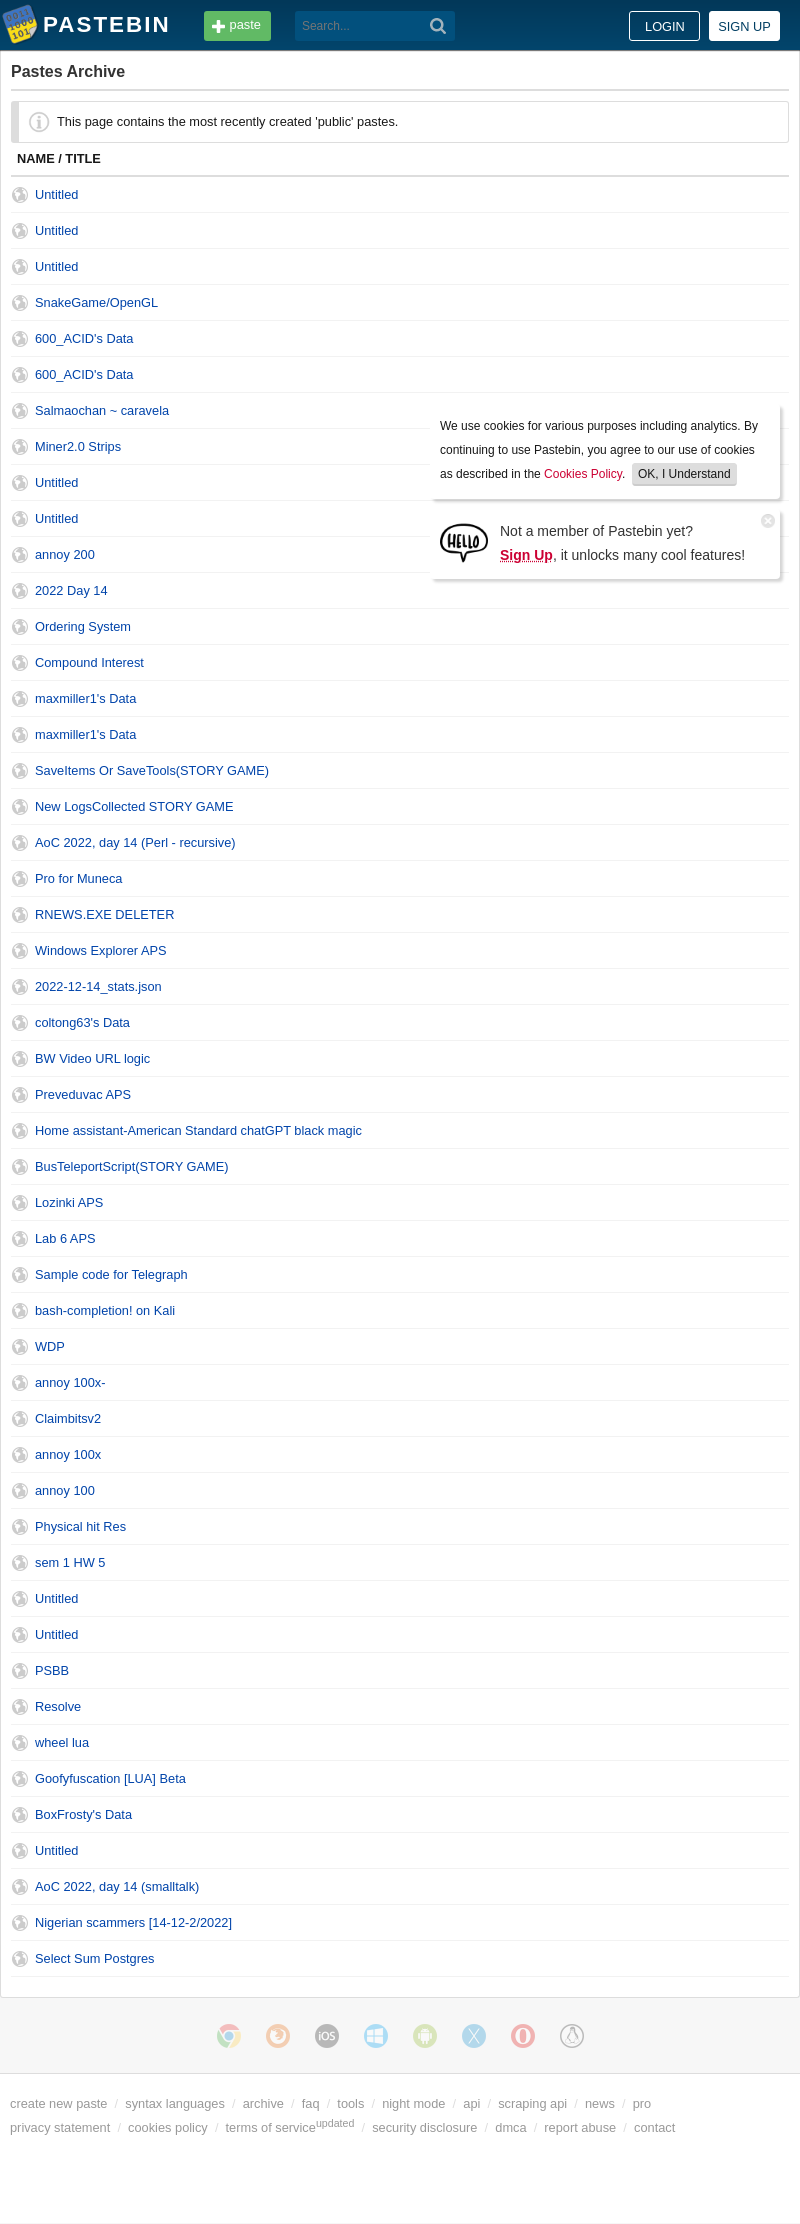 PASTEBIN
paste
Search...
LOGIN
SIGN UP
Pastes Archive
This page contains the most recently created 'public' pastes.
NAME / TITLE
Untitled
Untitled
Untitled
SnakeGame/OpenGL
600_ACID's Data
600_ACID's Data
Salmaochan ~ caravela
Miner2.0 Strips
Untitled
Untitled
annoy 200
2022 Day 14
We use cookies for various purposes including analytics. By
continuing to use Pastebin, you agree to our use of cookies
as described in the Cookies Policy. OK, I Understand
HELLO
Not a member of Pastebin yet?
Sign Up, it unlocks many cool features!
Ordering System
Compound Interest
maxmiller1's Data
maxmiller1's Data
SaveItems Or SaveTools(STORY GAME)
New LogsCollected STORY GAME
AoC 2022, day 14 (Perl - recursive)
Pro for Muneca
RNEWS.EXE DELETER
Windows Explorer APS
2022-12-14_stats.json
coltong63's Data
BW Video URL logic
Preveduvac APS
Home assistant-American Standard chatGPT black magic
BusTeleportScript(STORY GAME)
Lozinki APS
Lab 6 APS
Sample code for Telegraph
bash-completion! on Kali
WDP
annoy 100x-
Claimbitsv2
annoy 100x
annoy 100
Physical hit Res
sem 1 HW 5
Untitled
Untitled
PSBB
Resolve
wheel lua
Goofyfuscation [LUA] Beta
BoxFrosty's Data
Untitled
AoC 2022, day 14 (smalltalk)
Nigerian scammers [14-12-2/2022]
Select Sum Postgres
iOS
create new paste / syntax languages / archive / faq / tools / night mode / api / scraping api / news / pro
privacy statement / cookies policy / terms of service updated / security disclosure / dmca / report abuse / contact